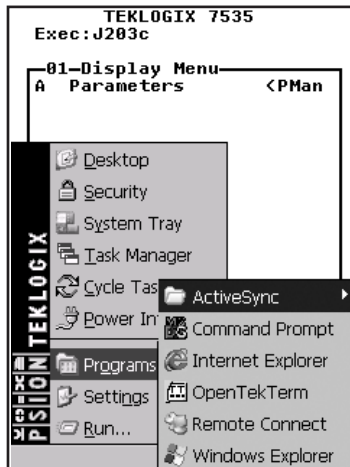 TEKLOGIX 7535
Exec:J203c
01—Display Menu
A Parameters <PMan
Desktop
Security
System Tray
Task Manager
Cycle Tas
Power In
Programs
Settings
Run...
PSION TEKLOGIX
ActiveSync
Command Prompt
Internet Explorer
OpenTekTerm
Remote Connect
Windows Explorer